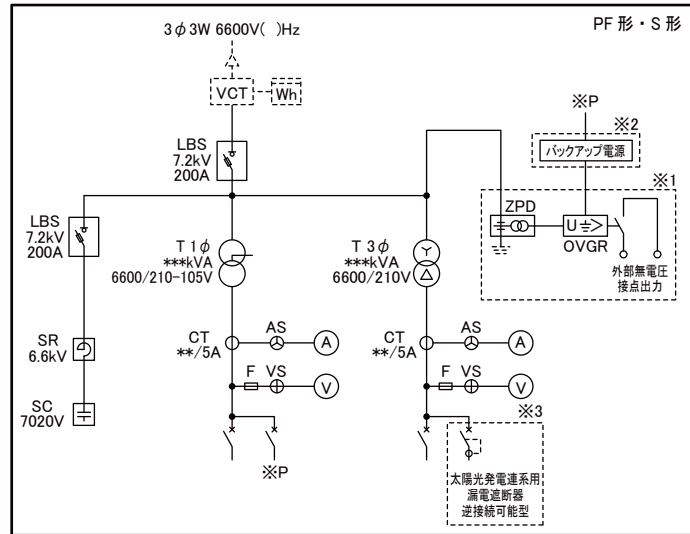 3φ3W 6600V( )Hz
PF形・S形
VCT
Wh
※P
※2
バックアップ電源
LBS
7.2kV
200A
※1
ZPD
U
OVGR
外部無電圧
接点出力
LBS
7.2kV
200A
T 1φ
***kVA
6600/210-105V
T 3φ
***kVA
6600/210V
SR
6.6kV
CT
**/5A
AS
A
CT
**/5A
AS
A
F VS
V
F VS
V
SC
7020V
※3
※P
太陽光発電連系用
漏電遮断器
逆接続可能型